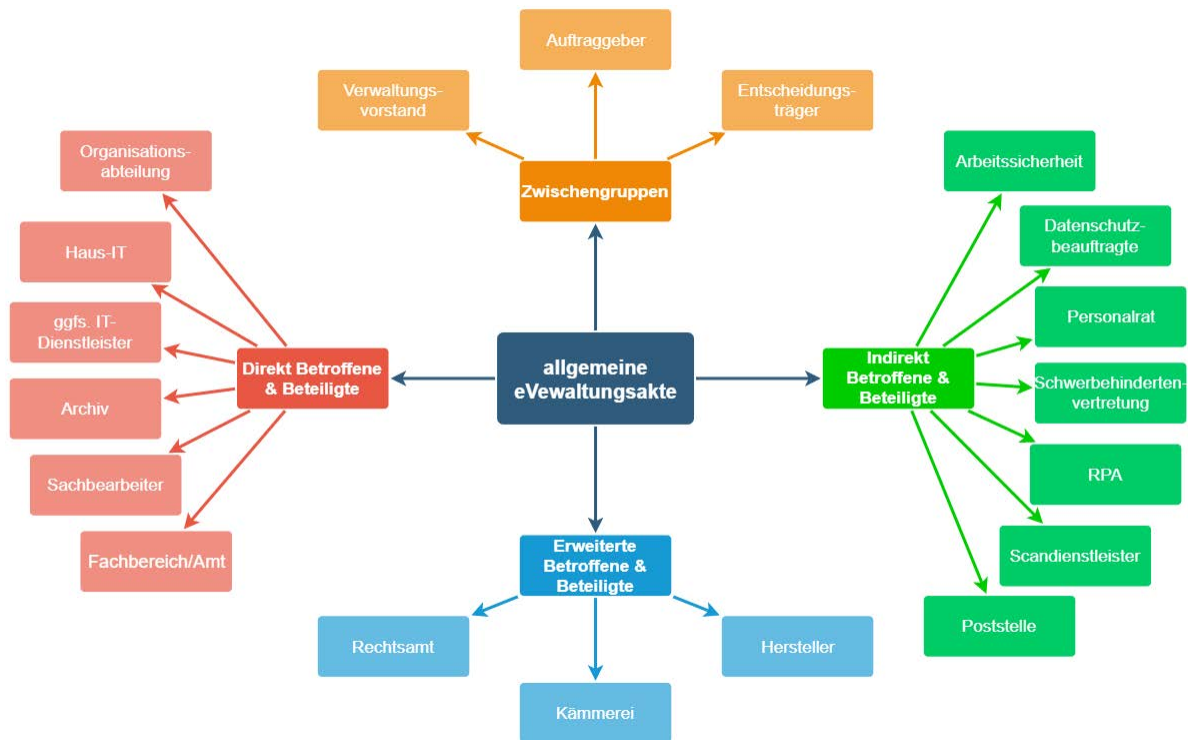 Auftraggeber
Verwaltungs-
vorstand
Entscheidungs-
träger
Zwischengruppen
Organisations-
abteilung
Haus-IT
ggfs. IT-
Dienstleister
Archiv
Sachbearbeiter
Fachbereich/Amt
Direkt Betroffene
& Beteiligte
allgemeine
eVewaltungsakte
Indirekt
Betroffene &
Beteiligte
Arbeitssicherheit
Datenschutz-
beauftragte
Personalrat
Schwerbehinderten-
vertretung
RPA
Scandienstleister
Poststelle
Erweiterte
Betroffene &
Beteiligte
Rechtsamt
Kämmerei
Hersteller